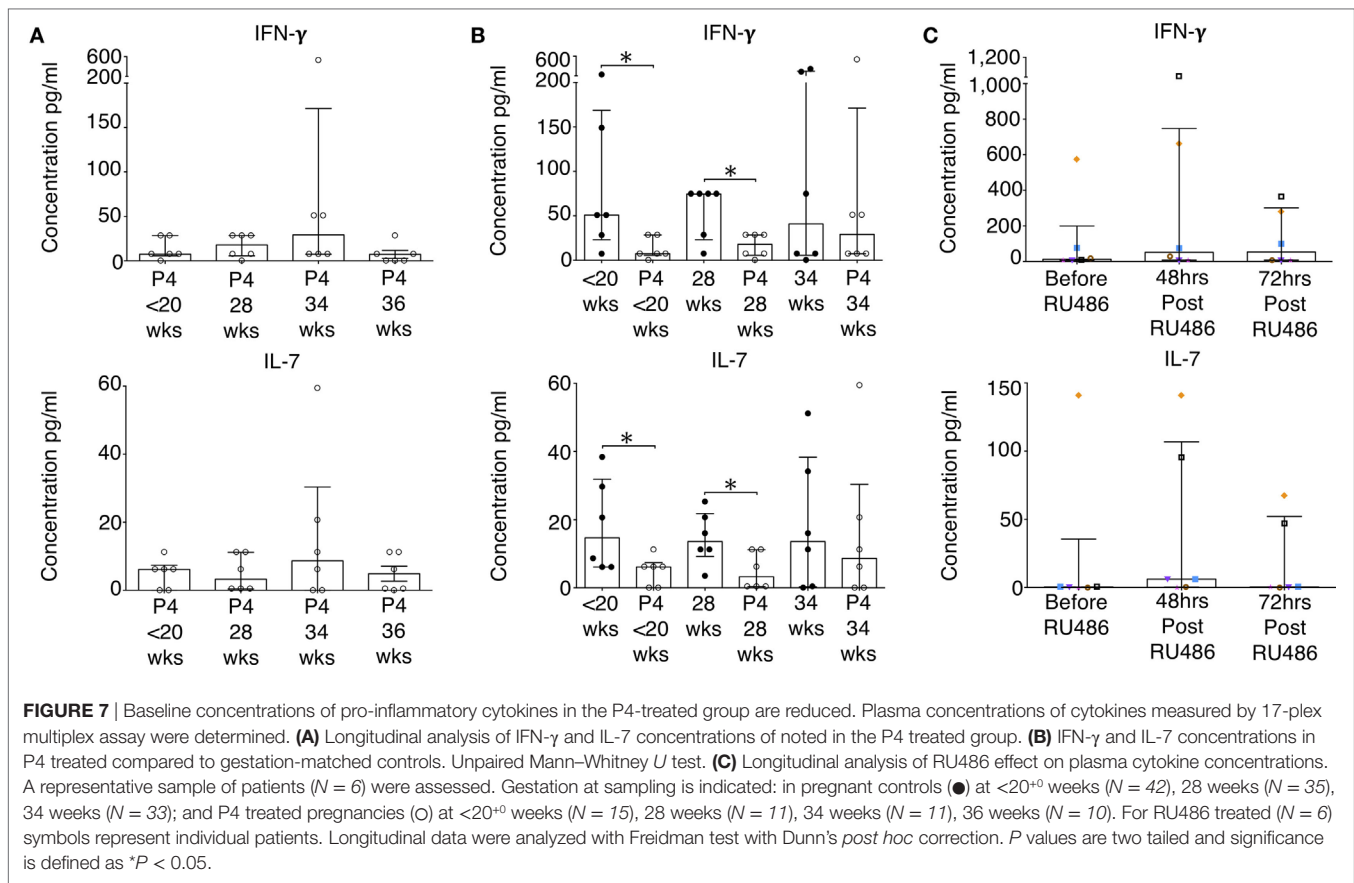 A
IFN-γ
Concentration pg/ml
600
200
150
100
50
0
P4 <20 wks
P4 28 wks
P4 34 wks
P4 36 wks
IL-7
Concentration pg/ml
60
40
20
0
P4 <20 wks
P4 28 wks
P4 34 wks
P4 36 wks
B
IFN-γ
Concentration pg/ml
600
200
150
100
50
0
*
*
<20 wks
P4 <20 wks
28 wks
P4 28 wks
34 wks
P4 34 wks
IL-7
Concentration pg/ml
60
40
20
0
*
*
<20 wks
P4 <20 wks
28 wks
P4 28 wks
34 wks
P4 34 wks
C
IFN-γ
Concentration pg/ml
1,200
1,000
800
600
400
200
0
Before RU486
48hrs Post RU486
72hrs Post RU486
IL-7
Concentration pg/ml
150
100
50
0
Before RU486
48hrs Post RU486
72hrs Post RU486
FIGURE 7 | Baseline concentrations of pro-inflammatory cytokines in the P4-treated group are reduced. Plasma concentrations of cytokines measured by 17-plex
multiplex assay were determined. (A) Longitudinal analysis of IFN-γ and IL-7 concentrations of noted in the P4 treated group. (B) IFN-γ and IL-7 concentrations in
P4 treated compared to gestation-matched controls. Unpaired Mann–Whitney U test. (C) Longitudinal analysis of RU486 effect on plasma cytokine concentrations.
A representative sample of patients (N = 6) were assessed. Gestation at sampling is indicated: in pregnant controls (●) at <20⁺⁰ weeks (N = 42), 28 weeks (N = 35),
34 weeks (N = 33); and P4 treated pregnancies (○) at <20⁺⁰ weeks (N = 15), 28 weeks (N = 11), 34 weeks (N = 11), 36 weeks (N = 10). For RU486 treated (N = 6)
symbols represent individual patients. Longitudinal data were analyzed with Freidman test with Dunn's post hoc correction. P values are two tailed and significance
is defined as *P < 0.05.